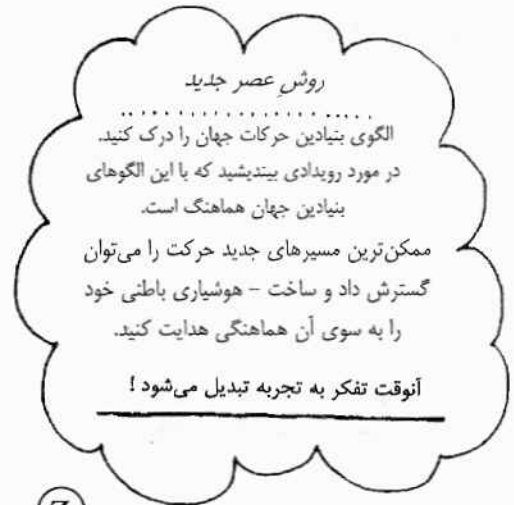 روشِ عصر جدید
الگوی بنیادین حرکات جهان را درک کنید.
در مورد رویدادی بیندیشید که با این الگوهای
بنیادین جهان هماهنگ است.
ممکن‌ترین مسیرهای جدید حرکت را می‌توان
گسترش داد و ساخت – هوشیاری باطنی خود
را به سوی آن هماهنگی هدایت کنید.
آنوقت تفکر به تجربه تبدیل می‌شود !